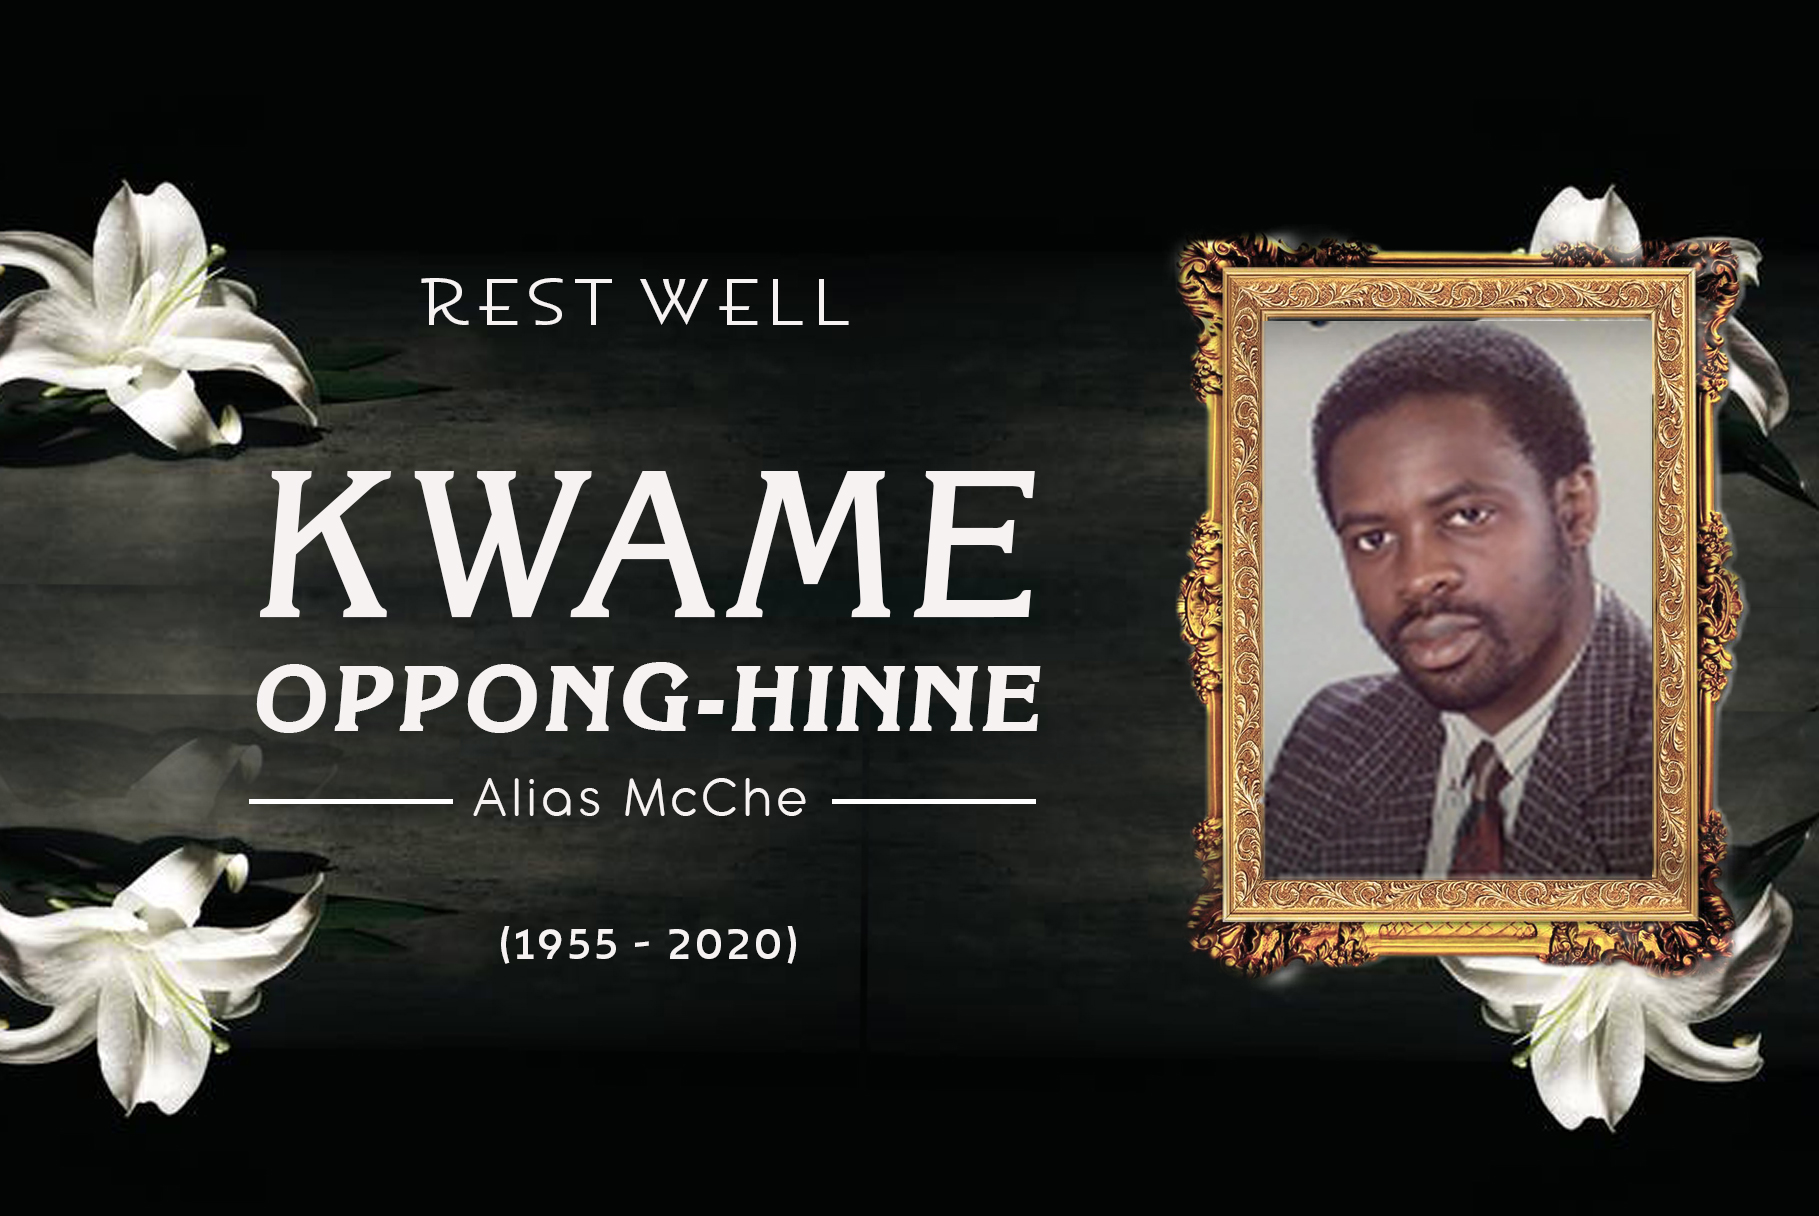 REST WELL
KWAME
OPPONG-HINNE
Alias McChe
(1955 - 2020)